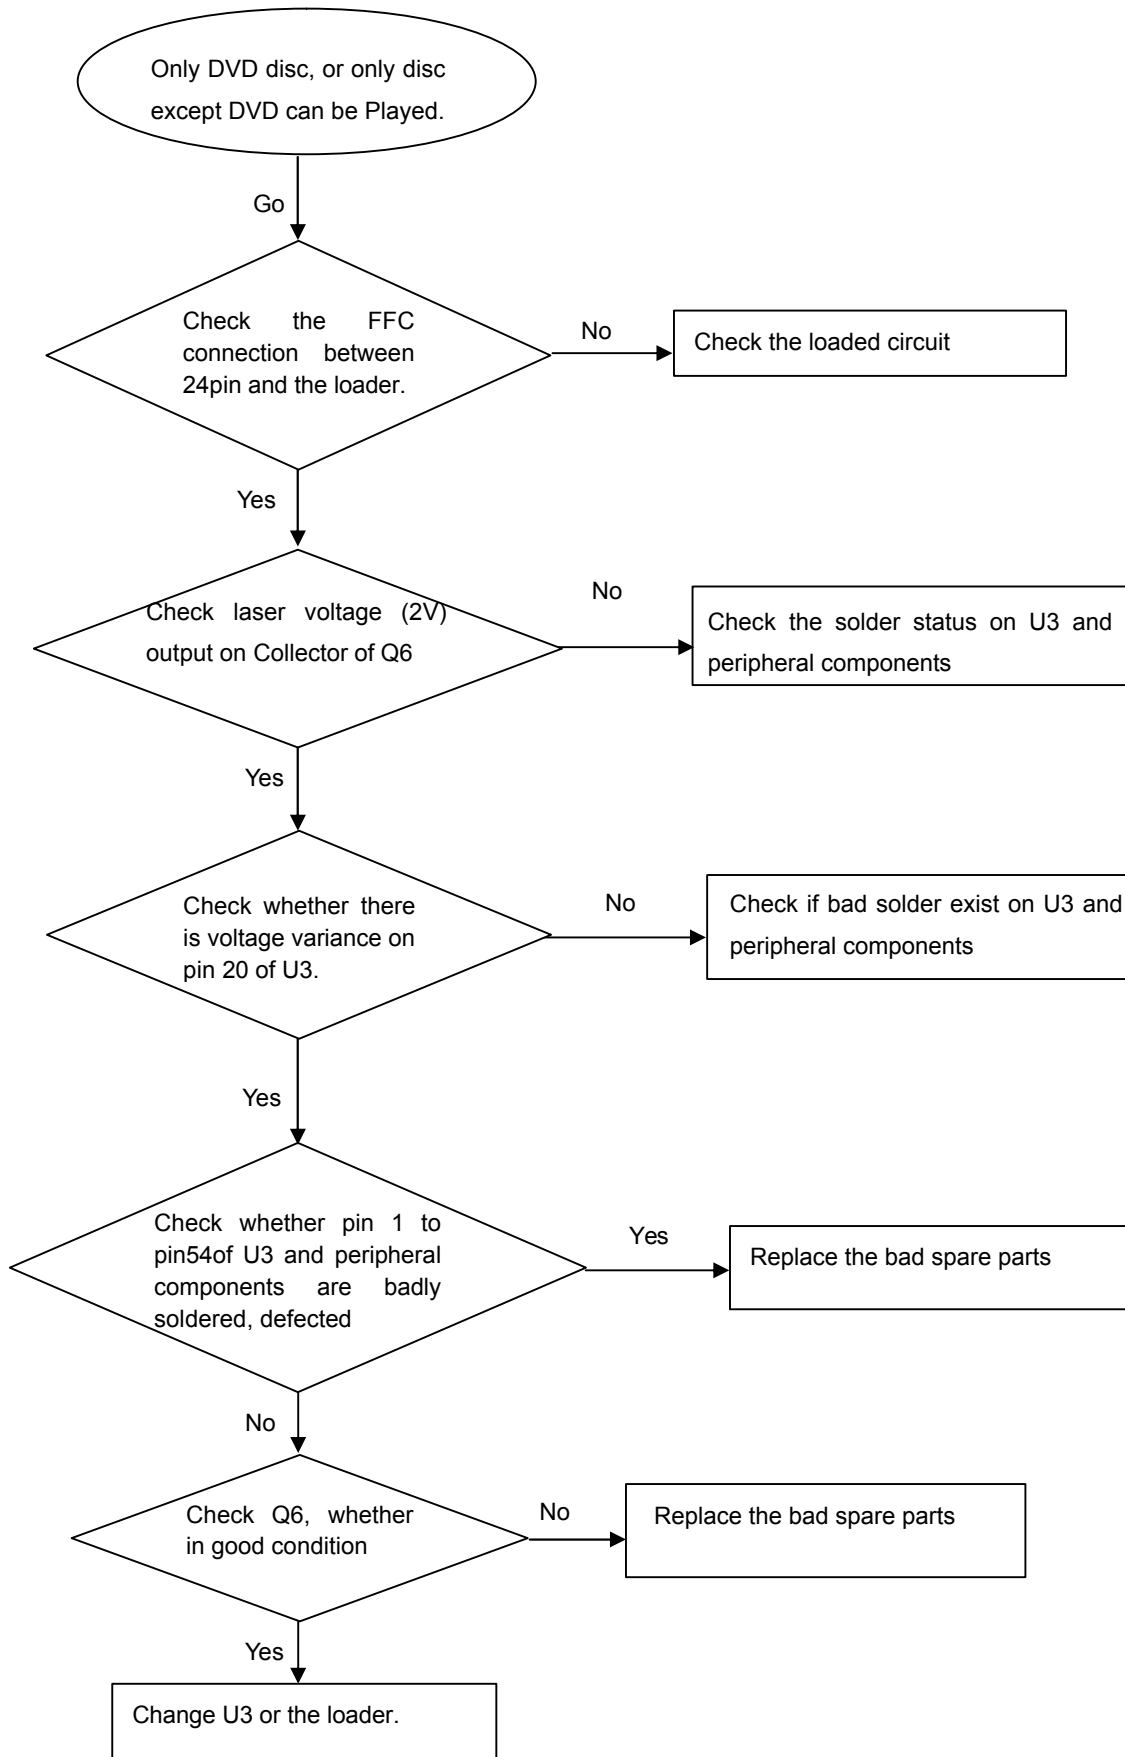 Only DVD disc, or only disc
except DVD can be Played.
Go
Check the FFC
connection between
24pin and the loader.
No
Check the loaded circuit
Yes
Check laser voltage (2V)
output on Collector of Q6
No
Check the solder status on U3 and
peripheral components
Yes
Check whether there
is voltage variance on
pin 20 of U3.
No
Check if bad solder exist on U3 and
peripheral components
Yes
Check whether pin 1 to
pin54of U3 and peripheral
components are badly
soldered, defected
Yes
Replace the bad spare parts
No
Check Q6, whether
in good condition
No
Replace the bad spare parts
Yes
Change U3 or the loader.